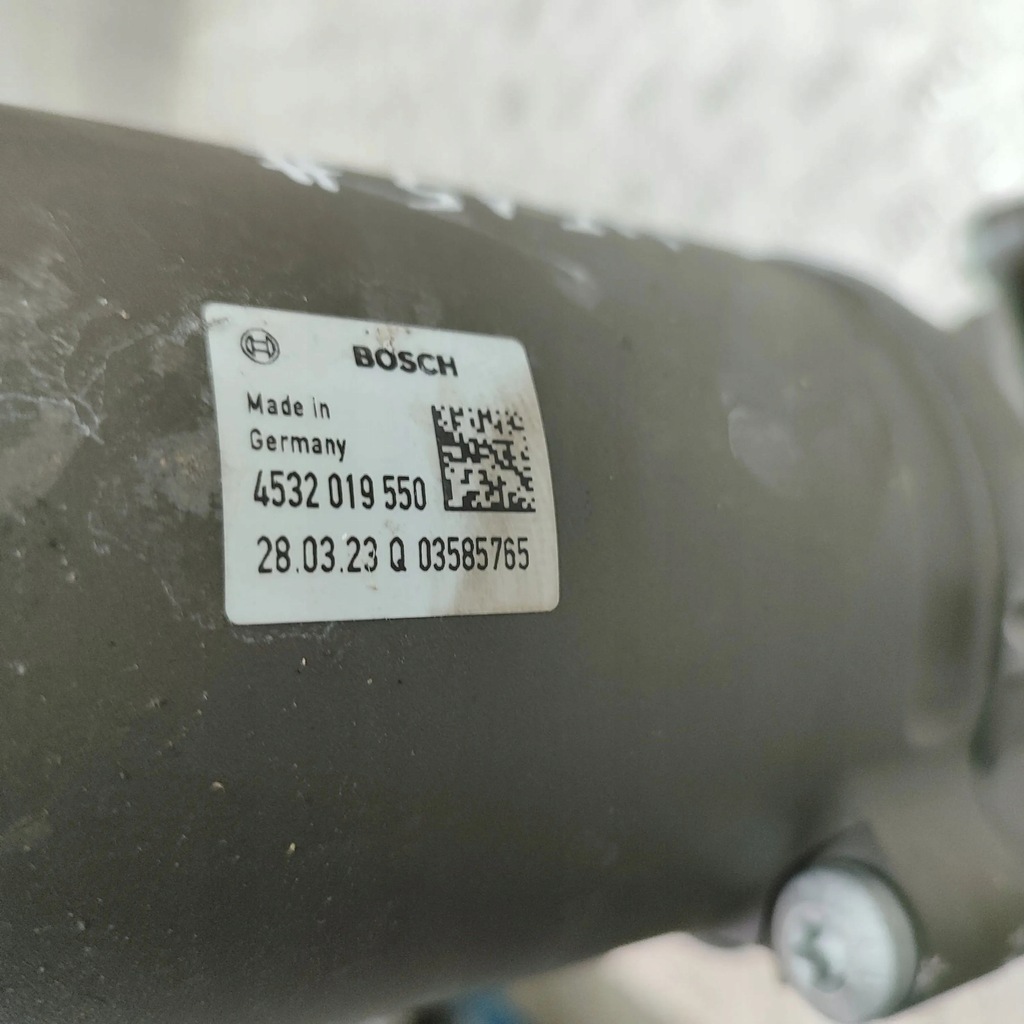 BOSCH
Made in
Germany
4532 019 550
28.03.23 Q 03585765